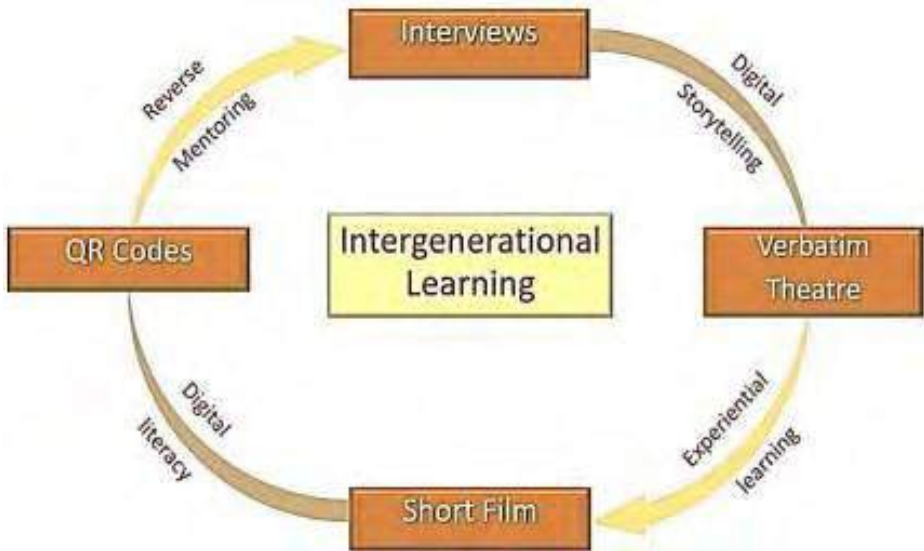 Interviews
Reverse
Mentoring
Digital
Storytelling
QR Codes
Intergenerational
Learning
Verbatim
Theatre
Digital
literacy
Experiential
learning
Short Film